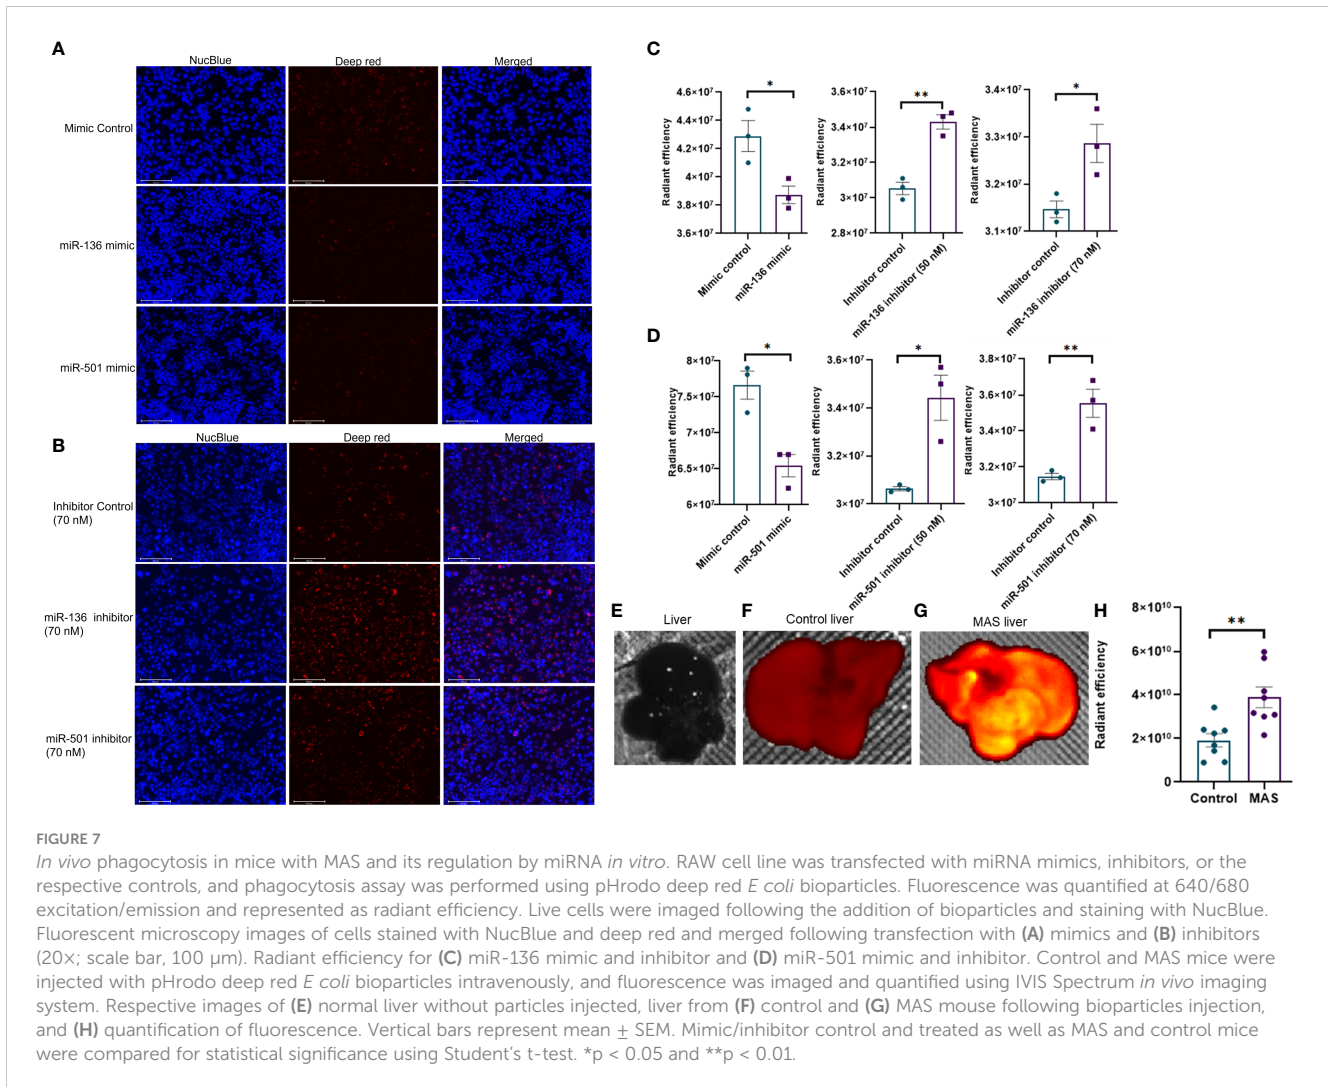 A
NucBlue Deep red Merged
Mimic Control
miR-136 mimic
miR-501 mimic
B
NucBlue Deep red Merged
Inhibitor Control
(70 nM)
miR-136 inhibitor
(70 nM)
miR-501 inhibitor
(70 nM)
C
Radiant efficiency
4.6×10⁷
4.4×10⁷
4.2×10⁷
4×10⁷
3.8×10⁷
3.6×10⁷
*
Mimic control
miR-136 mimic
Radiant efficiency
3.6×10⁷
3.4×10⁷
3.2×10⁷
3×10⁷
2.8×10⁷
**
Inhibitor control
miR-136 inhibitor (50 nM)
Radiant efficiency
3.4×10⁷
3.3×10⁷
3.2×10⁷
3.1×10⁷
*
Inhibitor control
miR-136 inhibitor (70 nM)
D
Radiant efficiency
8×10⁷
7.5×10⁷
7×10⁷
6.5×10⁷
6×10⁷
*
Mimic control
miR-501 mimic
Radiant efficiency
3.6×10⁷
3.4×10⁷
3.2×10⁷
3×10⁷
*
Inhibitor control
miR-501 inhibitor (50 nM)
Radiant efficiency
3.8×10⁷
3.6×10⁷
3.4×10⁷
3.2×10⁷
3×10⁷
**
Inhibitor control
miR-501 inhibitor (70 nM)
E
Liver
F
Control liver
G
MAS liver
H
Radiant efficiency
8×10¹⁰
6×10¹⁰
4×10¹⁰
2×10¹⁰
0
**
Control MAS
FIGURE 7
In vivo phagocytosis in mice with MAS and its regulation by miRNA in vitro. RAW cell line was transfected with miRNA mimics, inhibitors, or the
respective controls, and phagocytosis assay was performed using pHrodo deep red E coli bioparticles. Fluorescence was quantified at 640/680
excitation/emission and represented as radiant efficiency. Live cells were imaged following the addition of bioparticles and staining with NucBlue.
Fluorescent microscopy images of cells stained with NucBlue and deep red and merged following transfection with (A) mimics and (B) inhibitors
(20×; scale bar, 100 μm). Radiant efficiency for (C) miR-136 mimic and inhibitor and (D) miR-501 mimic and inhibitor. Control and MAS mice were
injected with pHrodo deep red E coli bioparticles intravenously, and fluorescence was imaged and quantified using IVIS Spectrum in vivo imaging
system. Respective images of (E) normal liver without particles injected, liver from (F) control and (G) MAS mouse following bioparticles injection,
and (H) quantification of fluorescence. Vertical bars represent mean ± SEM. Mimic/inhibitor control and treated as well as MAS and control mice
were compared for statistical significance using Student's t-test. *p < 0.05 and **p < 0.01.